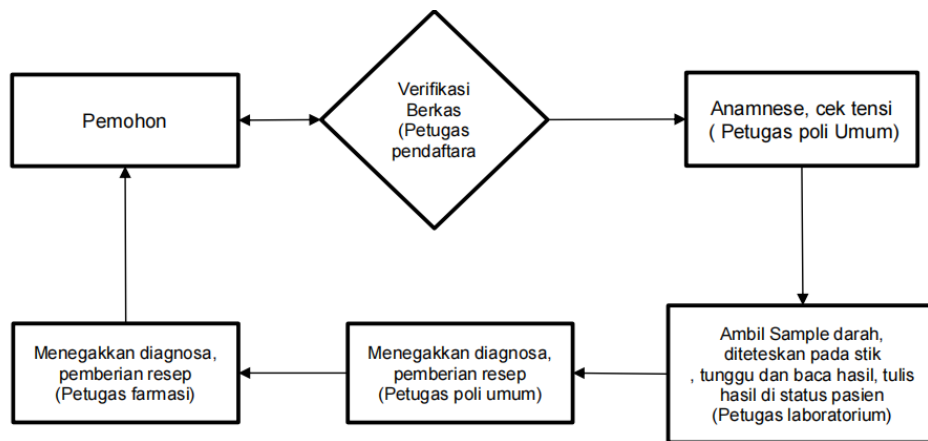 Pemohon
Verifikasi
Berkas
(Petugas
pendaftara
Anamnese, cek tensi
( Petugas poli Umum)
Ambil Sample darah,
diteteskan pada stik
, tunggu dan baca hasil, tulis
hasil di status pasien
(Petugas laboratorium)
Menegakkan diagnosa,
pemberian resep
(Petugas poli umum)
Menegakkan diagnosa,
pemberian resep
(Petugas farmasi)